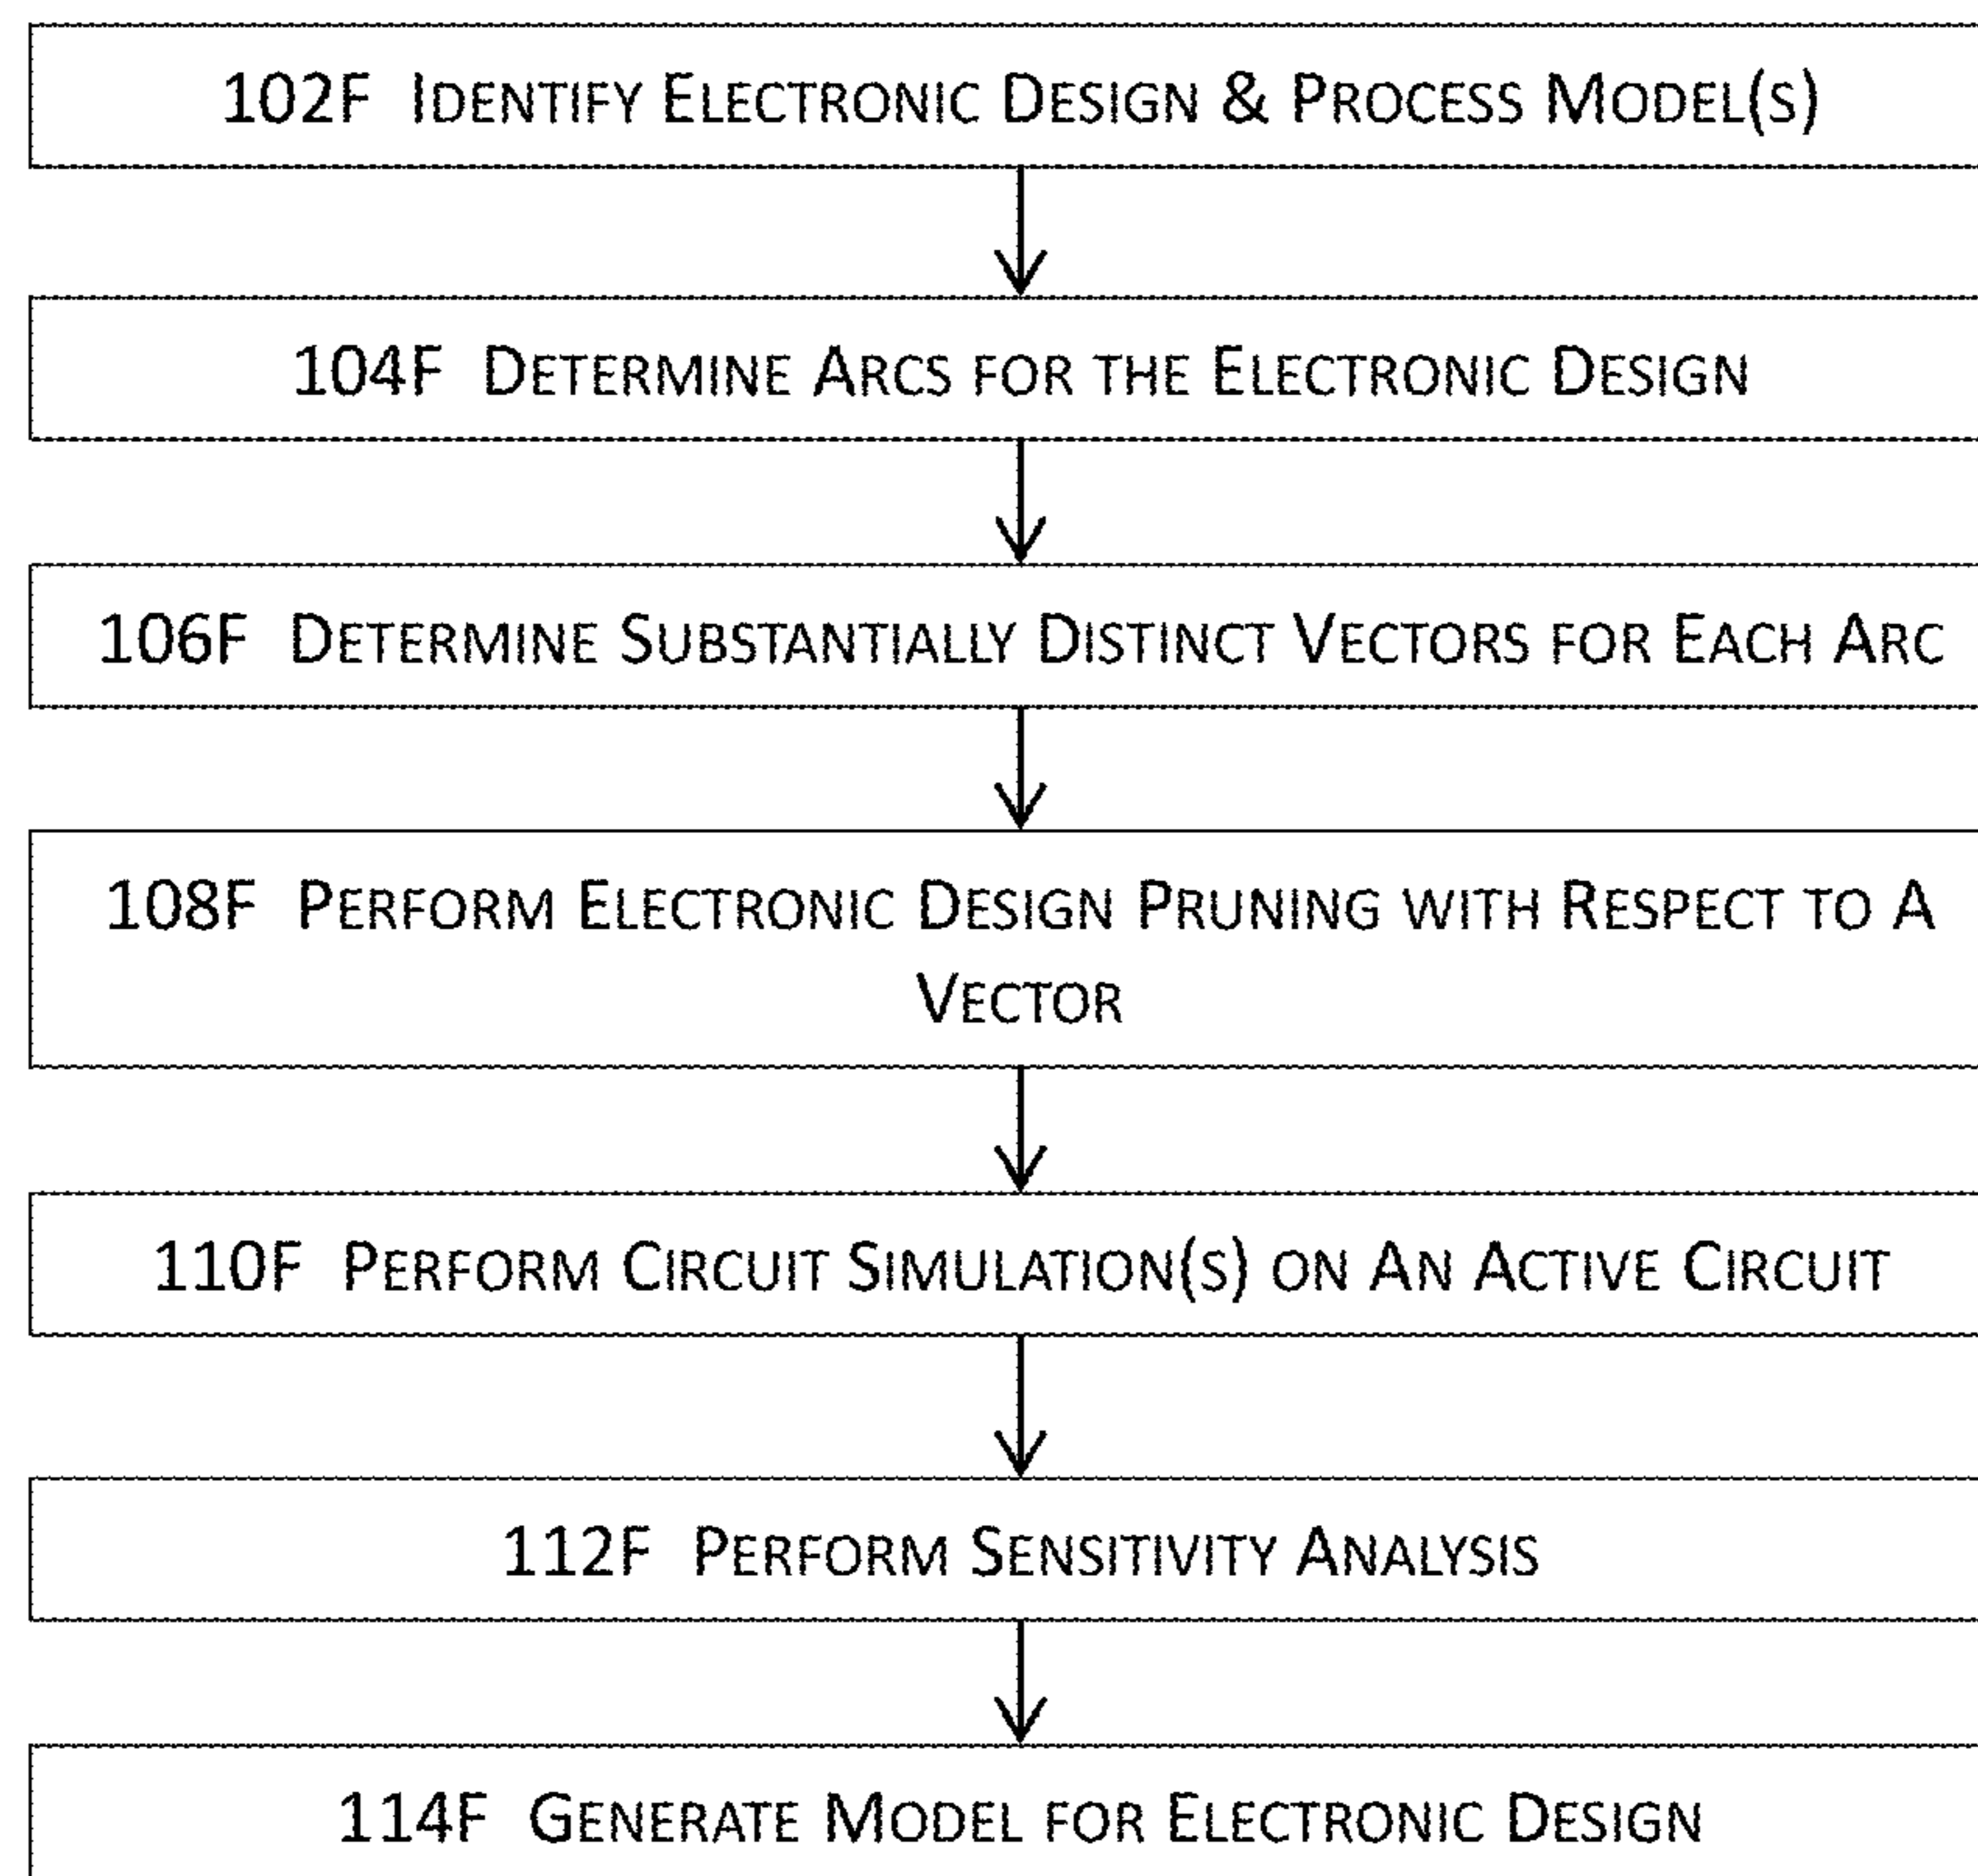 102F Identify Electronic Design & Process Model(s)
104F Determine Arcs for the Electronic Design
106F Determine Substantially Distinct Vectors for Each Arc
108F Perform Electronic Design Pruning with Respect to A
Vector
110F Perform Circuit Simulation(s) on An Active Circuit
112F Perform Sensitivity Analysis
114F Generate Model for Electronic Design